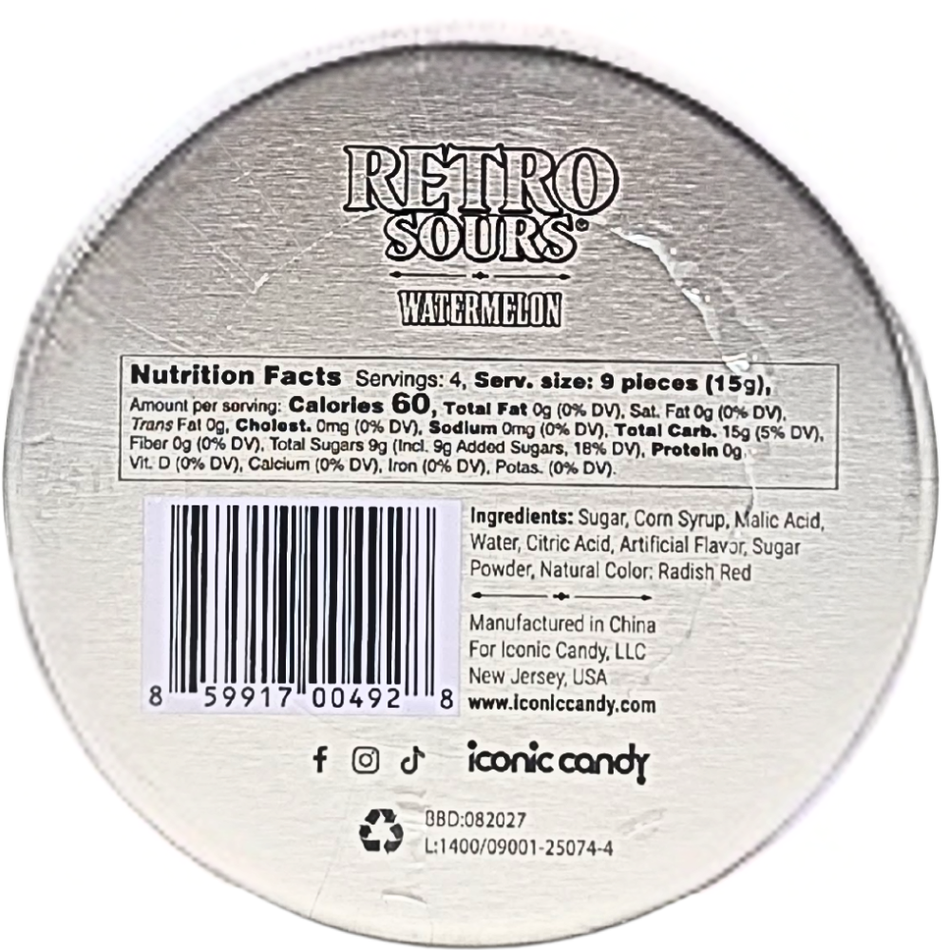 RETRO
SOURS®
WATERMELON
Nutrition Facts Servings: 4, Serv. size: 9 pieces (15g),
Amount per serving: Calories 60, Total Fat 0g (0% DV), Sat. Fat 0g (0% DV),
Trans Fat 0g, Cholest. 0mg (0% DV), Sodium 0mg (0% DV), Total Carb. 15g (5% DV),
Fiber 0g (0% DV), Total Sugars 9g (Incl. 9g Added Sugars, 18% DV), Protein 0g,
Vit. D (0% DV), Calcium (0% DV), Iron (0% DV), Potas. (0% DV).
Ingredients: Sugar, Corn Syrup, Malic Acid,
Water, Citric Acid, Artificial Flavor, Sugar
Powder, Natural Color: Radish Red
Manufactured in China
For Iconic Candy, LLC
New Jersey, USA
www.iconiccandy.com
8 59917 00492 8
iconic candy
BBD:082027
L:1400/09001-25074-4